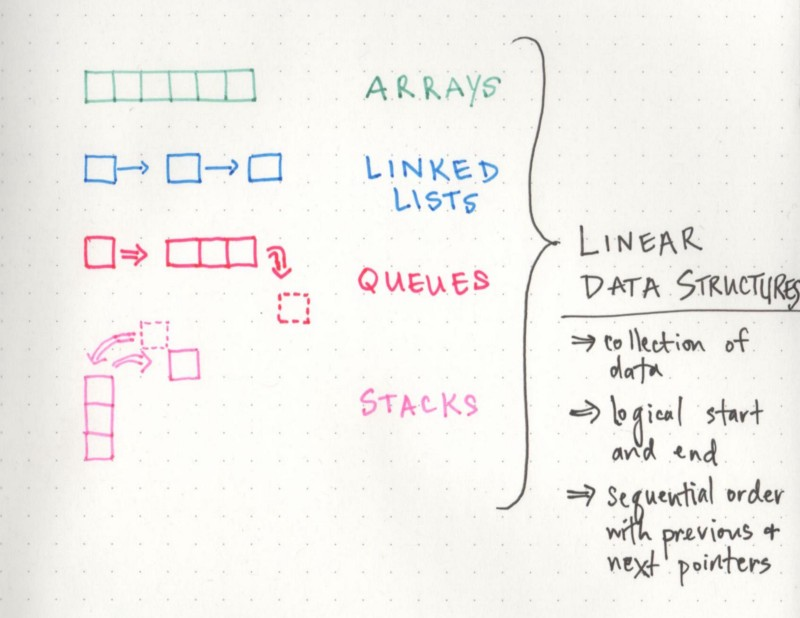 ARRAYS
LINKED
LISTS
QUEUES
STACKS
LINEAR
DATA STRUCTURES
⇒ collection of
data
⇒ logical start
and end
⇒ sequential order
with previous +
next pointers